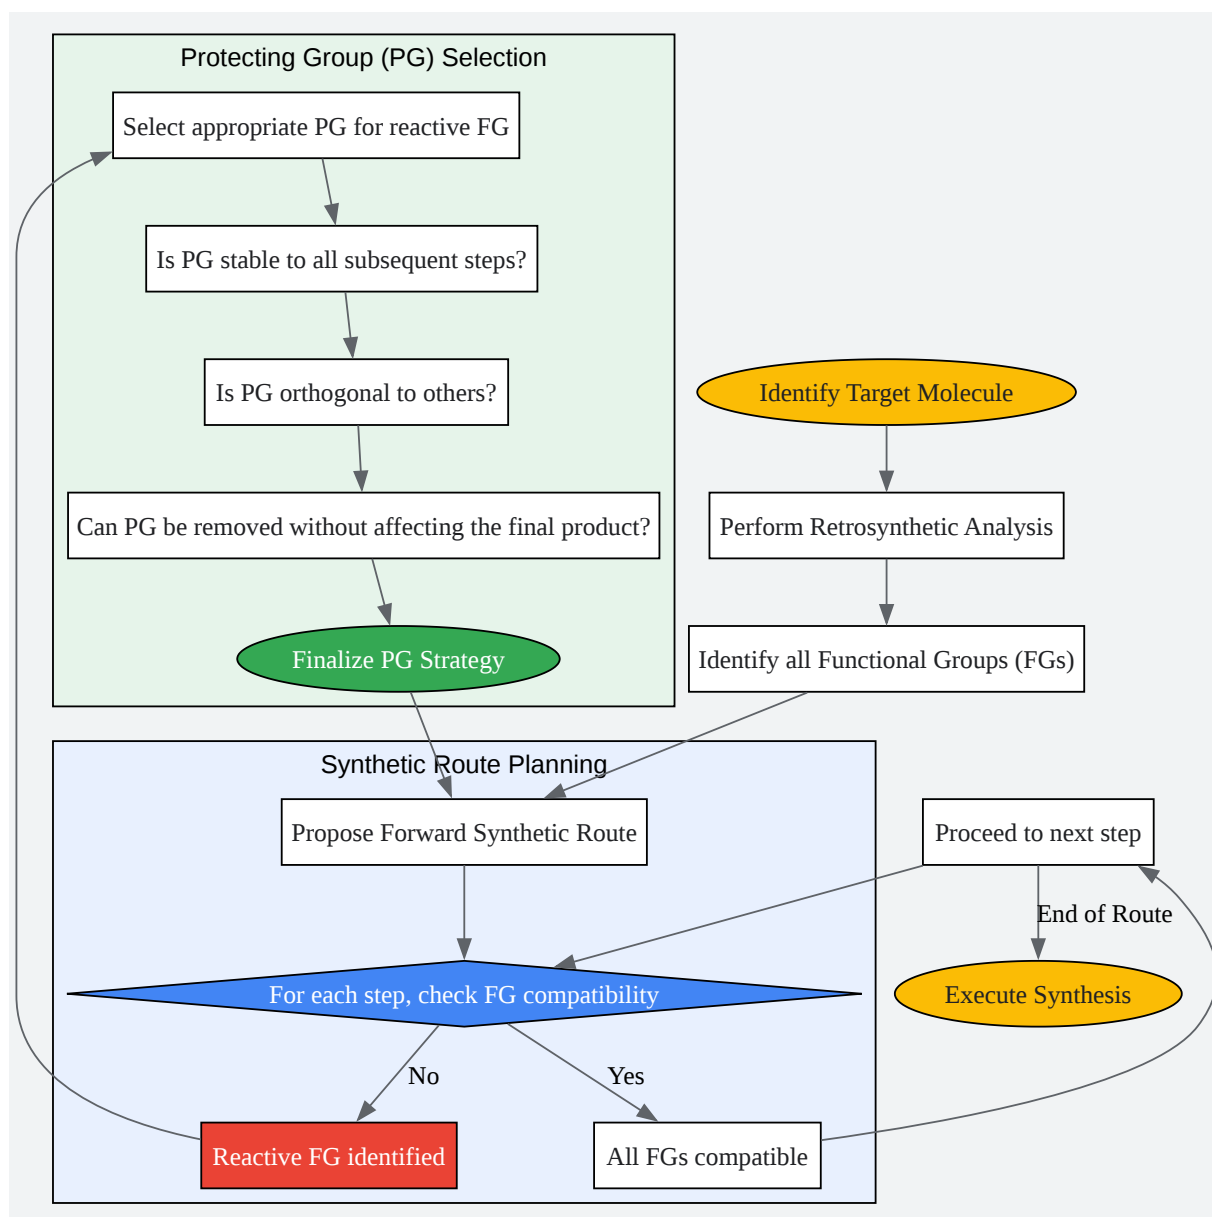 Protecting Group (PG) Selection
Select appropriate PG for reactive FG
Is PG stable to all subsequent steps?
Is PG orthogonal to others?
Can PG be removed without affecting the final product?
Finalize PG Strategy
Identify Target Molecule
Perform Retrosynthetic Analysis
Identify all Functional Groups (FGs)
Synthetic Route Planning
Propose Forward Synthetic Route
For each step, check FG compatibility
No
Yes
Reactive FG identified
All FGs compatible
Proceed to next step
End of Route
Execute Synthesis